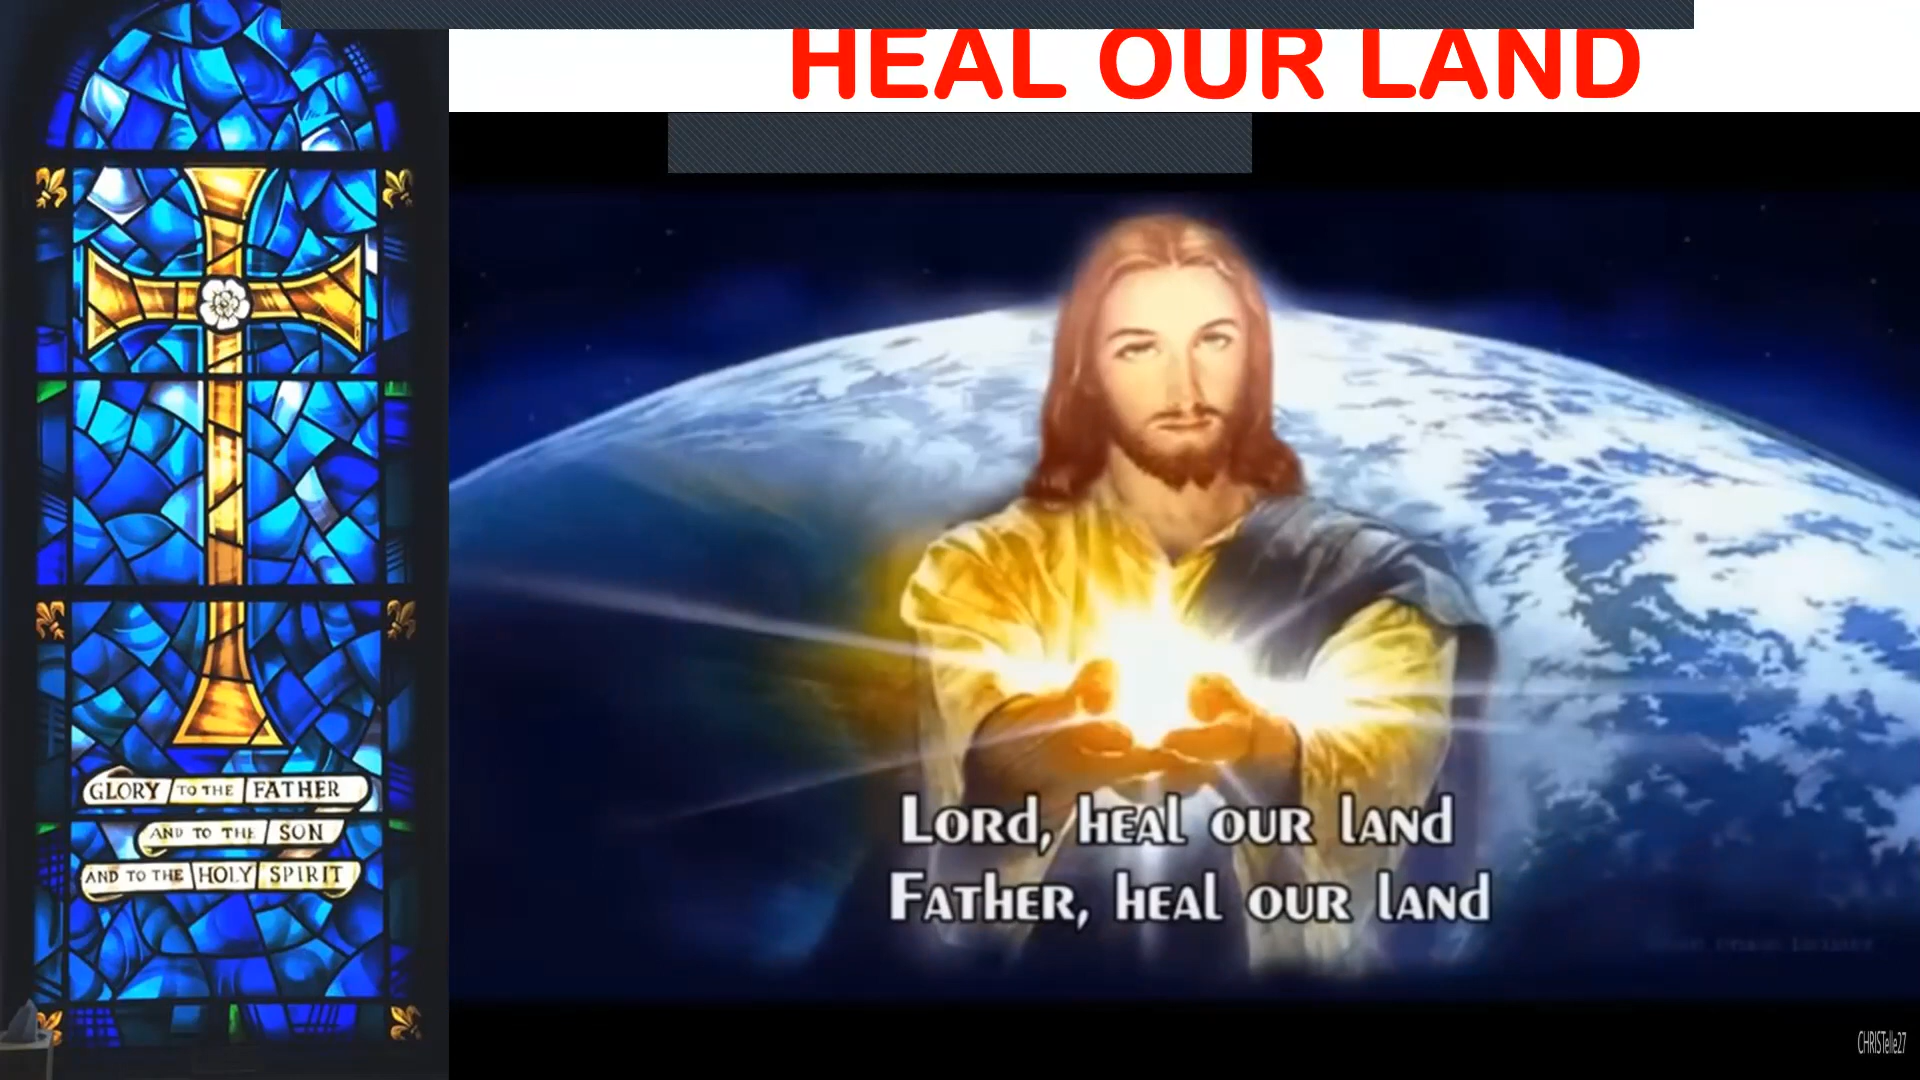 HEAL OUR LAND
GLORY TO THE FATHER
AND TO THE SON
AND TO THE HOLY SPIRIT
Lord, heal our land
Father, heal our land
CHRISTelle27